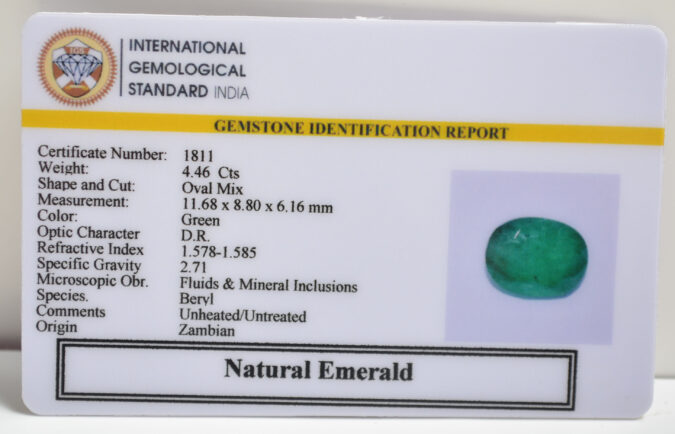 IGS
INTERNATIONAL
GEMOLOGICAL
STANDARD INDIA
GEMSTONE IDENTIFICATION REPORT
Certificate Number: 1811
Weight: 4.46 Cts
Shape and Cut: Oval Mix
Measurement: 11.68 x 8.80 x 6.16 mm
Color: Green
Optic Character D.R.
Refractive Index 1.578-1.585
Specific Gravity 2.71
Microscopic Obr. Fluids & Mineral Inclusions
Species. Beryl
Comments Unheated/Untreated
Origin Zambian
Natural Emerald